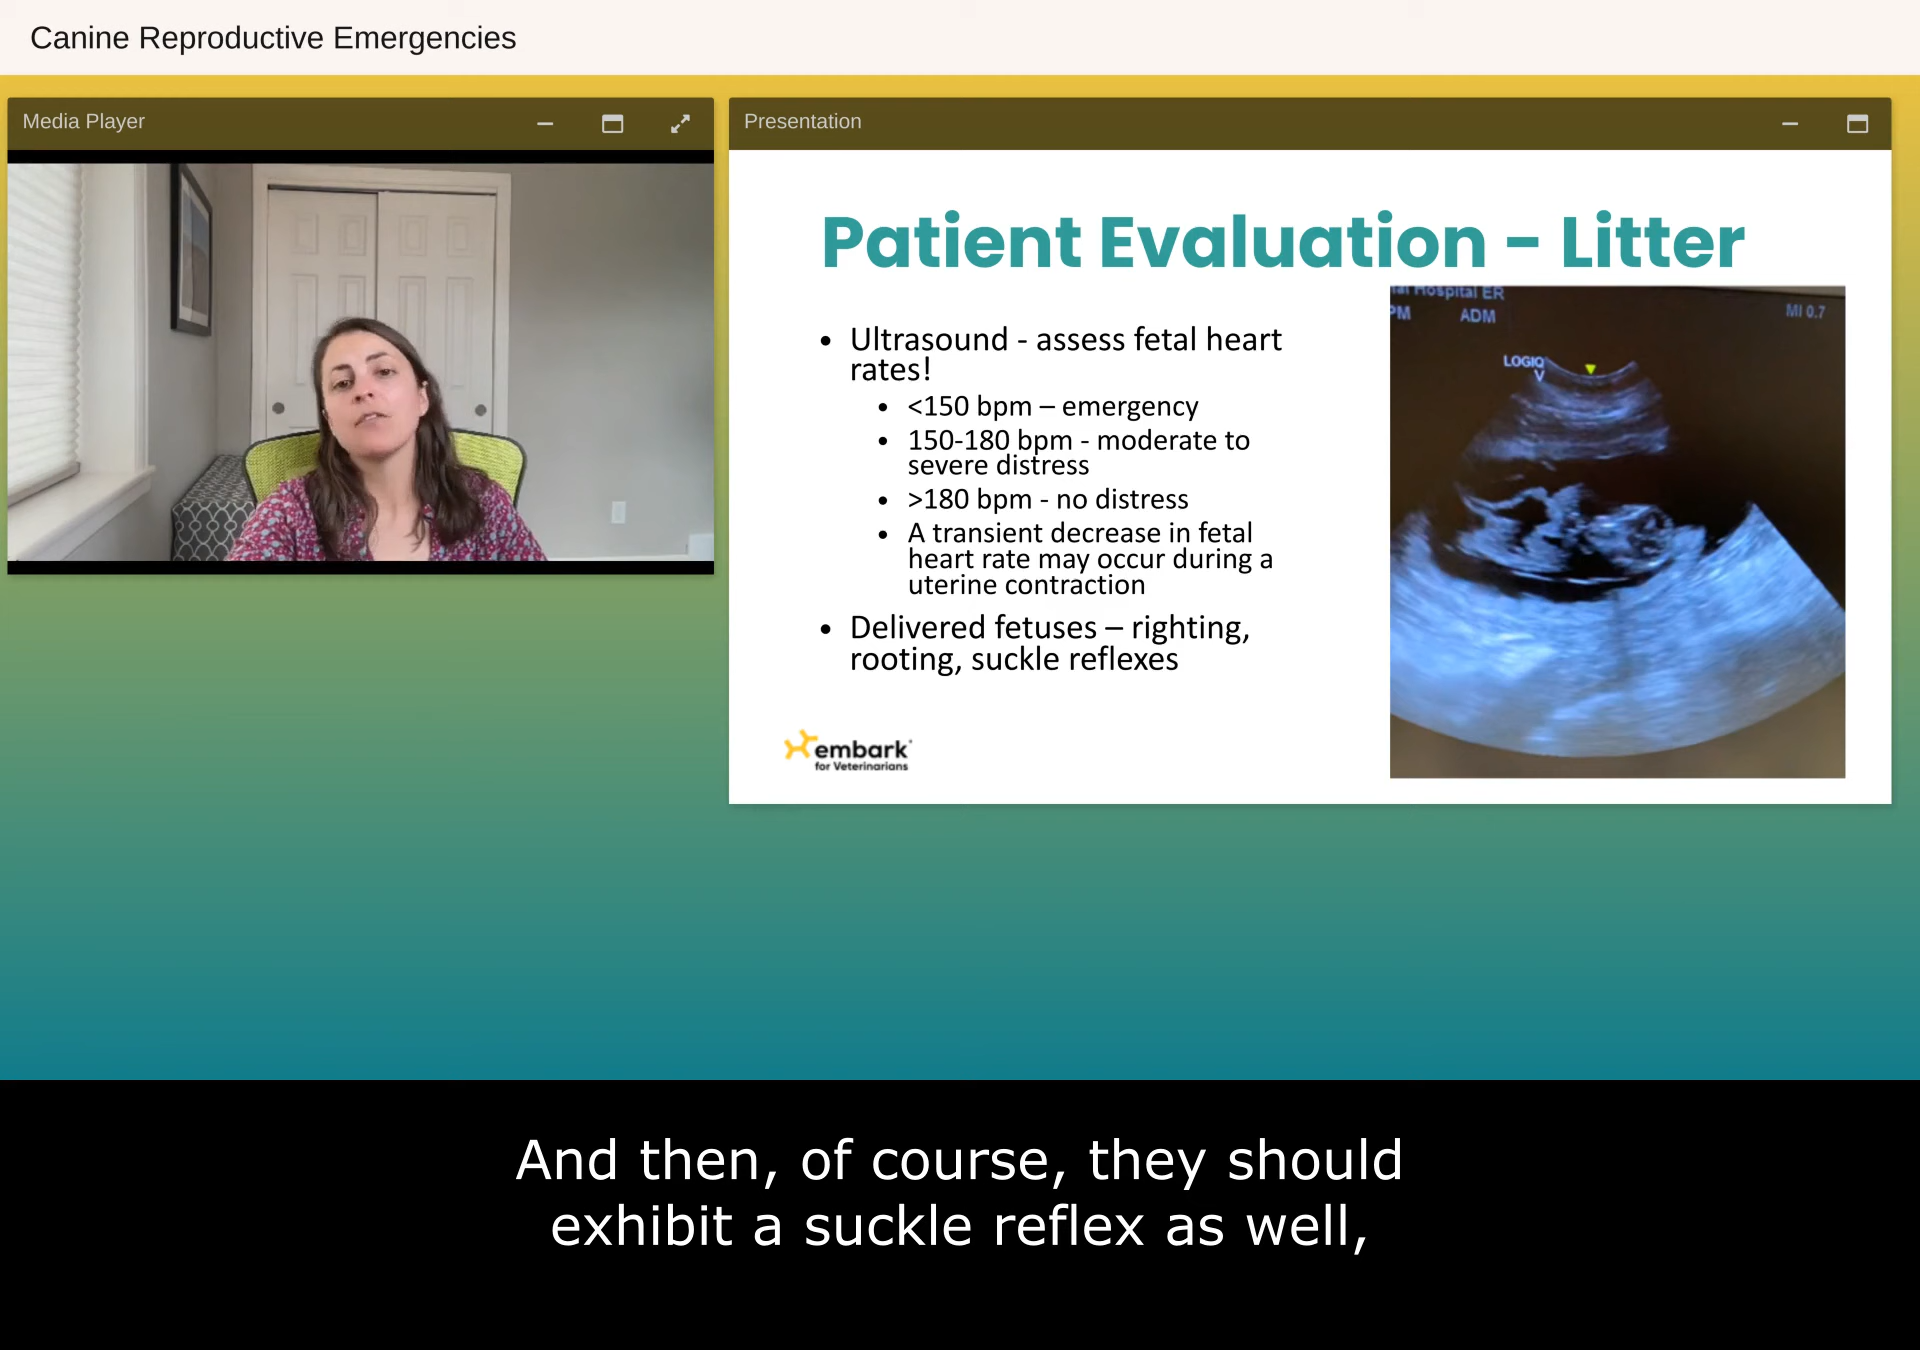 Canine Reproductive Emergencies
Media Player
Presentation
Patient Evaluation – Litter
• Ultrasound - assess fetal heart
rates!
• <150 bpm – emergency
• 150-180 bpm - moderate to
severe distress
• >180 bpm - no distress
• A transient decrease in fetal
heart rate may occur during a
uterine contraction
• Delivered fetuses – righting,
rooting, suckle reflexes
Hospital ER
PM ADM MI 0.7
LOGIQ
V
embark
for Veterinarians
And then, of course, they should
exhibit a suckle reflex as well,